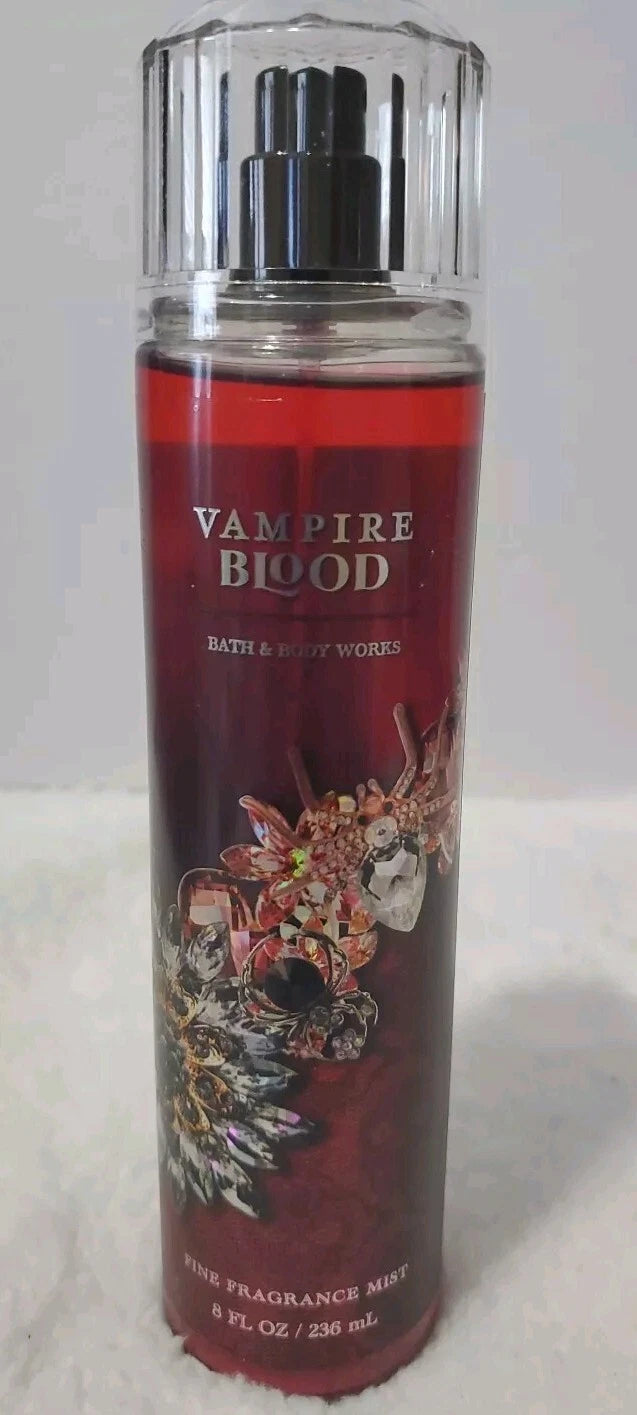 VAMPIRE
BLOOD
BATH & BODY WORKS
FINE FRAGRANCE MIST
8 FL OZ / 236 mL